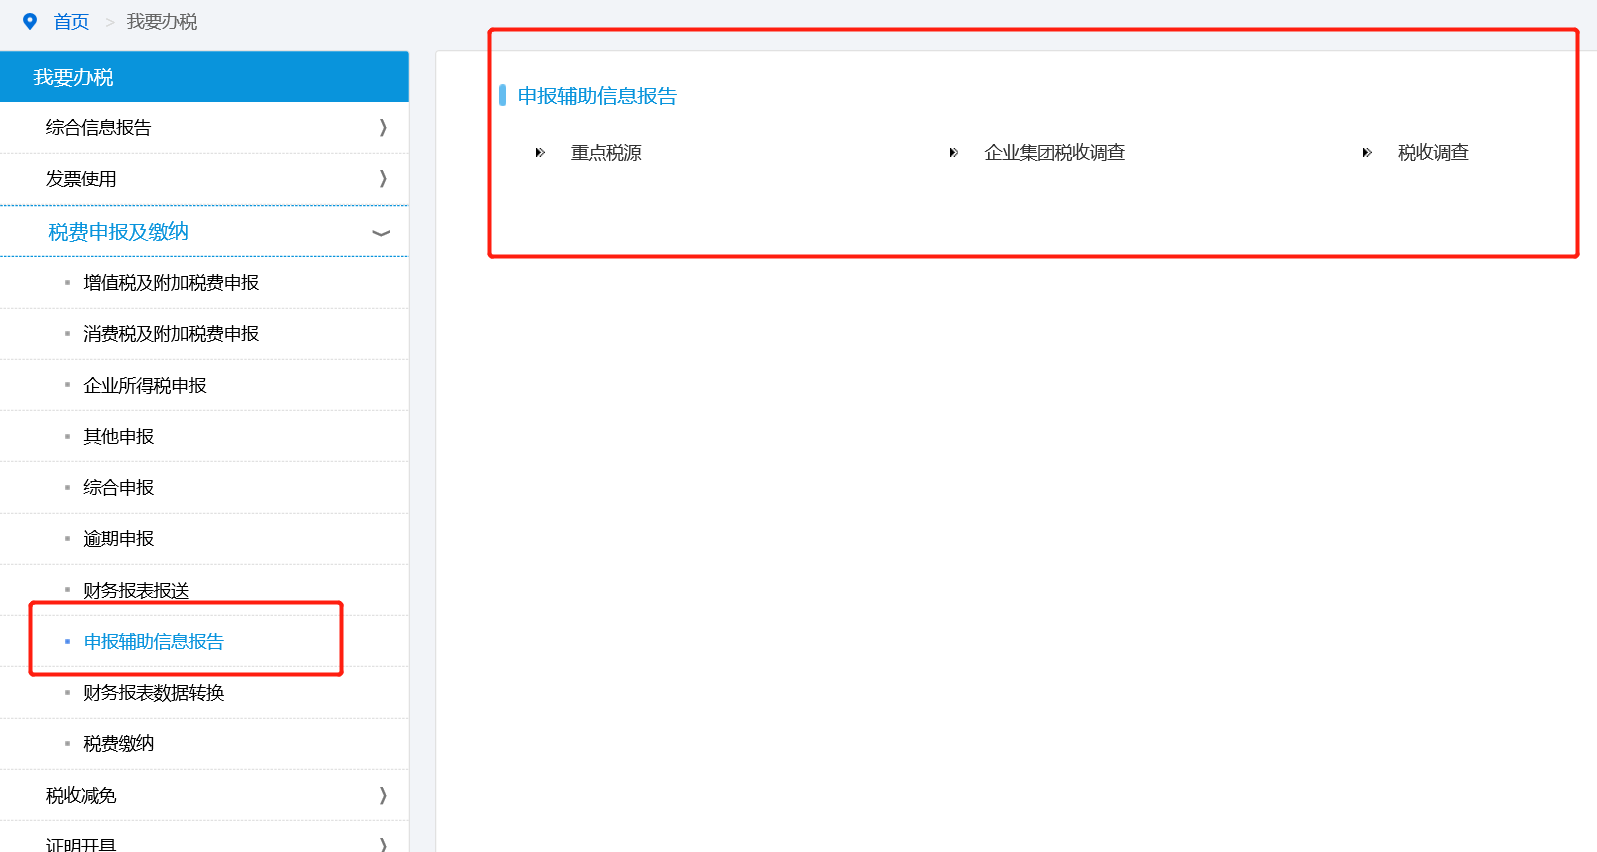 首页 > 我要办税
我要办税
综合信息报告
发票使用
税费申报及缴纳
增值税及附加税费申报
消费税及附加税费申报
企业所得税申报
其他申报
综合申报
逾期申报
财务报表报送
申报辅助信息报告
财务报表数据转换
税费缴纳
税收减免
证明开具
申报辅助信息报告
重点税源 企业集团税收调查 税收调查